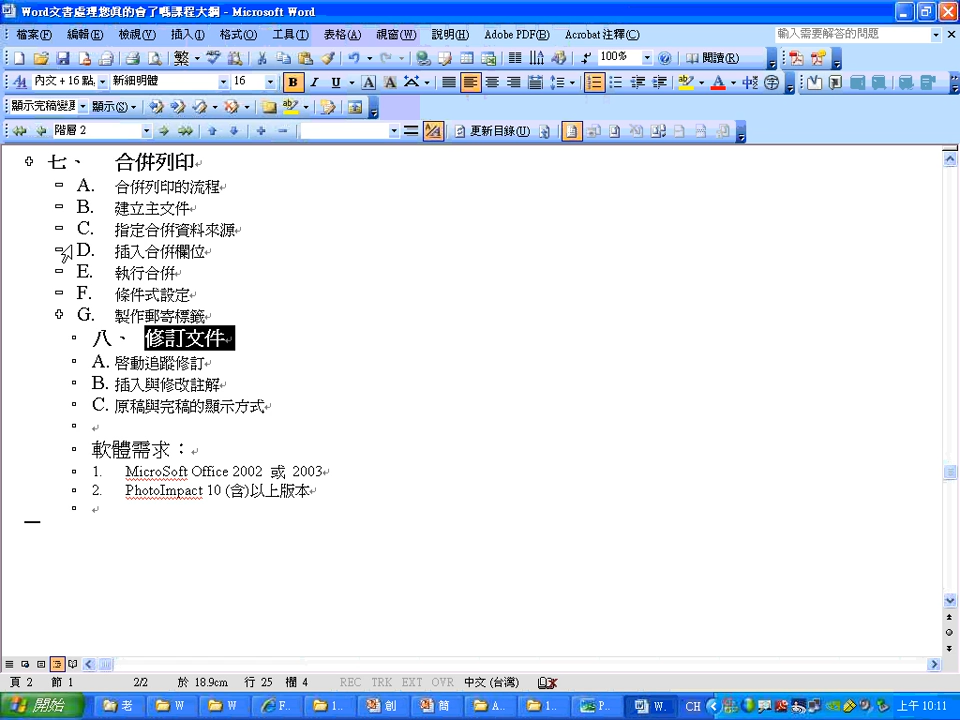 Word文書處理您真的會了嗎課程大綱 - Microsoft Word
檔案(F) 編輯(E) 檢視(V) 插入(I) 格式(O) 工具(T) 表格(A) 視窗(W) 說明(H) Adobe PDF(B) Acrobat 注釋(C) 輸入需要解答的問題
繁 100% 閱讀(R)
內文 + 16 點, 新細明體 16 B I U A A
顯示完稿變更 顯示(S)
階層 2 更新目錄(U)
七、 合併列印
A. 合併列印的流程
B. 建立主文件
C. 指定合併資料來源
D. 插入合併欄位
E. 執行合併
F. 條件式設定
G. 製作郵寄標籤
八、 修訂文件
A. 啓動追蹤修訂
B. 插入與修改註解
C. 原稿與完稿的顯示方式
軟體需求：
1. MicroSoft Office 2002 或 2003
2. PhotoImpact 10 (含)以上版本
頁 2 節 1 2/2 於 18.9cm 行 25 欄 4 REC TRK EXT OVR 中文 (台灣)
開始 老 W W F.. 1.. 創 簡 A.. 1.. P.. W. CH 上午 10:11